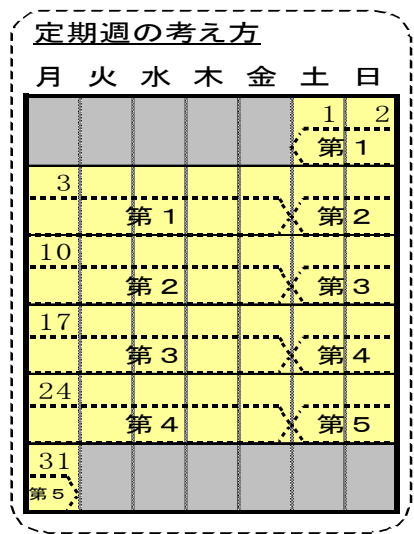 定期週の考え方
月 火 水 木 金 土 日
1 2
第1
3
第1 第2
10
第2 第3
17
第3 第4
24
第4 第5
31
第5